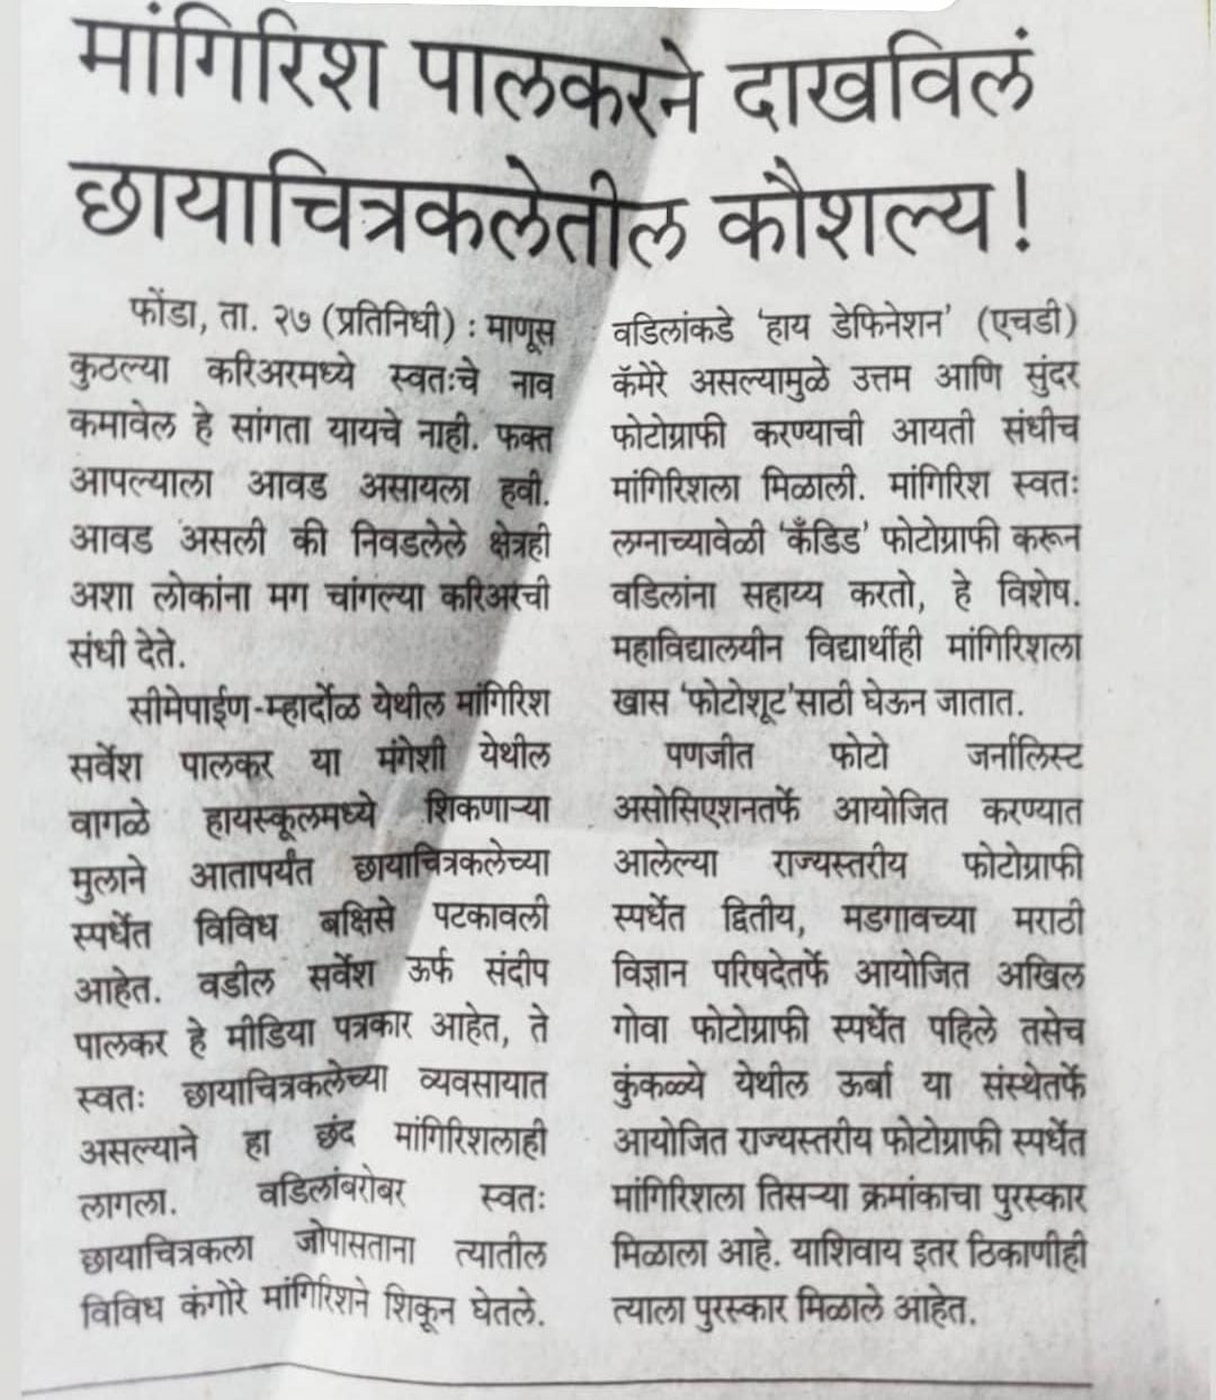 मांगिरिश पालकरने दाखविलं
छायाचित्रकलेतील कौशल्य!
फोंडा, ता. २७ (प्रतिनिधी) : माणूस
कुठल्या करिअरमध्ये स्वतःचे नाव
कमावेल हे सांगता यायचे नाही. फक्त
आपल्याला आवड असायला हवी.
आवड असली की निवडलेले क्षेत्रही
अशा लोकांना मग चांगल्या करिअरची
संधी देते.
सीमेपाईण-म्हार्दोळ येथील मांगिरिश
सर्वेश पालकर या मंगेशी येथील
वागळे हायस्कूलमध्ये शिकणाऱ्या
मुलाने आतापर्यंत छायाचित्रकलेच्या
स्पर्धेत विविध बक्षिसे पटकावली
आहेत. वडील सर्वेश ऊर्फ संदीप
पालकर हे मीडिया पत्रकार आहेत, ते
स्वतः छायाचित्रकलेच्या व्यवसायात
असल्याने हा छंद मांगिरिशलाही
लागला. वडिलांबरोबर स्वतः
छायाचित्रकला जोपासताना त्यातील
विविध कंगोरे मांगिरिशने शिकून घेतले.
वडिलांकडे 'हाय डेफिनेशन' (एचडी)
कॅमेरे असल्यामुळे उत्तम आणि सुंदर
फोटोग्राफी करण्याची आयती संधीच
मांगिरिशला मिळाली. मांगिरिश स्वतः
लग्नाच्यावेळी 'कँडिड' फोटोग्राफी करून
वडिलांना सहाय्य करतो, हे विशेष.
महाविद्यालयीन विद्यार्थीही मांगिरिशला
खास 'फोटोशूट'साठी घेऊन जातात.
पणजीत फोटो जर्नालिस्ट
असोसिएशनतर्फे आयोजित करण्यात
आलेल्या राज्यस्तरीय फोटोग्राफी
स्पर्धेत द्वितीय, मडगावच्या मराठी
विज्ञान परिषदेतर्फे आयोजित अखिल
गोवा फोटोग्राफी स्पर्धेत पहिले तसेच
कुंकळ्ये येथील ऊर्बा या संस्थेतर्फे
आयोजित राज्यस्तरीय फोटोग्राफी स्पर्धेत
मांगिरिशला तिसऱ्या क्रमांकाचा पुरस्कार
मिळाला आहे. याशिवाय इतर ठिकाणीही
त्याला पुरस्कार मिळाले आहेत.